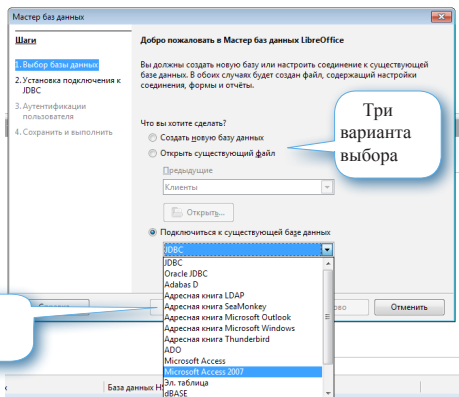 Мастер баз данных
Шаги
1. Выбор базы данных
2. Установка подключения к
JDBC
3. Аутентификации
пользователя
4. Сохранить и выполнить
Добро пожаловать в Мастер баз данных LibreOffice
Вы должны создать новую базу или настроить соединение к существующей
базе данных. В обоих случаях будет создан файл, содержащий настройки
соединения, формы и отчёты.
Что вы хотите сделать?
Создать новую базу данных
Открыть существующий файл
Предыдущие
Клиенты
Открыть...
Подключиться к существующей базе данных
JDBC
JDBC
Oracle JDBC
Adabas D
Адресная книга LDAP
Адресная книга SeaMonkey
Адресная книга Microsoft Outlook
Адресная книга Microsoft Windows
Адресная книга Thunderbird
ADO
Microsoft Access
Microsoft Access 2007
Эл. таблица
dBASE
Отменить
Три
варианта
выбора
База данных